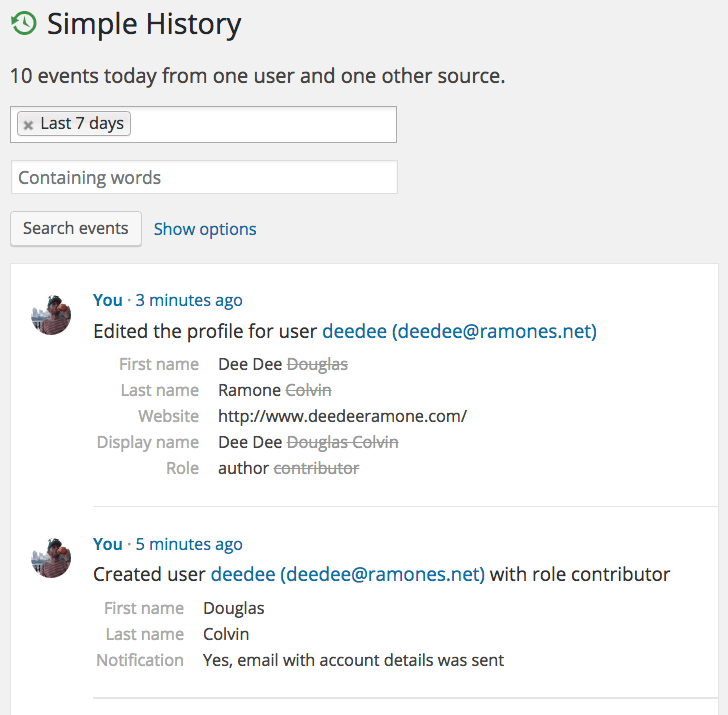 Simple History
10 events today from one user and one other source.
× Last 7 days
Containing words
Search events Show options
You · 3 minutes ago
Edited the profile for user deedee (deedee@ramones.net)
First name Dee Dee Douglas
Last name Ramone Colvin
Website http://www.deedeeramone.com/
Display name Dee Dee Douglas Colvin
Role author contributor
You · 5 minutes ago
Created user deedee (deedee@ramones.net) with role contributor
First name Douglas
Last name Colvin
Notification Yes, email with account details was sent